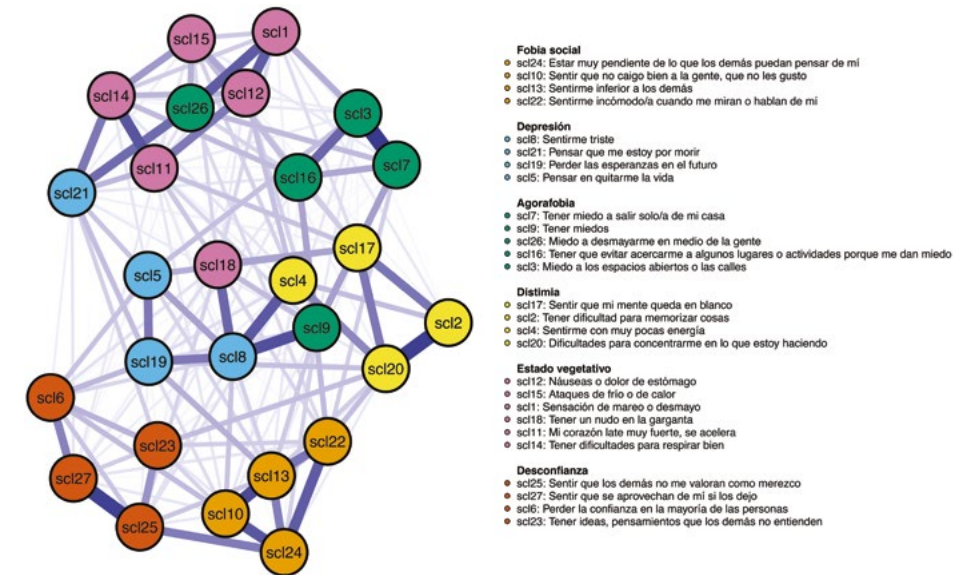 scl15
scl1
scl14
scl26
scl12
scl3
scl11
scl7
scl16
scl21
scl17
scl5
scl18
scl4
scl2
scl9
scl19
scl8
scl20
scl6
scl22
scl23
scl13
scl27
scl10
scl25
scl24
Fobia social
scl24: Estar muy pendiente de lo que los demás puedan pensar de mí
scl10: Sentir que no caigo bien a la gente, que no les gusto
scl13: Sentirme inferior a los demás
scl22: Sentirme incómodo/a cuando me miran o hablan de mí
Depresión
scl8: Sentirme triste
scl21: Pensar que me estoy por morir
scl19: Perder las esperanzas en el futuro
scl5: Pensar en quitarme la vida
Agorafobia
scl7: Tener miedo a salir solo/a de mi casa
scl9: Tener miedos
scl26: Miedo a desmayarme en medio de la gente
scl16: Tener que evitar acercarme a algunos lugares o actividades porque me dan miedo
scl3: Miedo a los espacios abiertos o las calles
Distimia
scl17: Sentir que mi mente queda en blanco
scl2: Tener dificultad para memorizar cosas
scl4: Sentirme con muy pocas energía
scl20: Dificultades para concentrarme en lo que estoy haciendo
Estado vegetativo
scl12: Náuseas o dolor de estómago
scl15: Ataques de frío o de calor
scl1: Sensación de mareo o desmayo
scl18: Tener un nudo en la garganta
scl11: Mi corazón late muy fuerte, se acelera
scl14: Tener dificultades para respirar bien
Desconfianza
scl25: Sentir que los demás no me valoran como merezco
scl27: Sentir que se aprovechan de mí si los dejo
scl6: Perder la confianza en la mayoría de las personas
scl23: Tener ideas, pensamientos que los demás no entienden